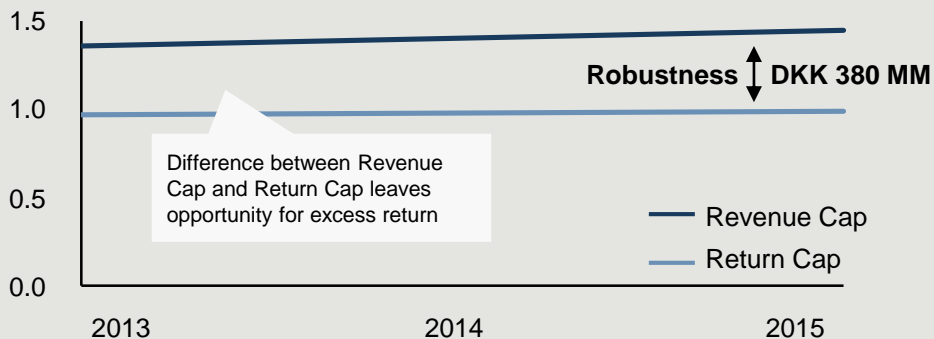 1.5
Robustness DKK 380 MM
1.0
Difference between Revenue
Cap and Return Cap leaves
opportunity for excess return
0.5
Revenue Cap
Return Cap
0.0
2013 2014 2015